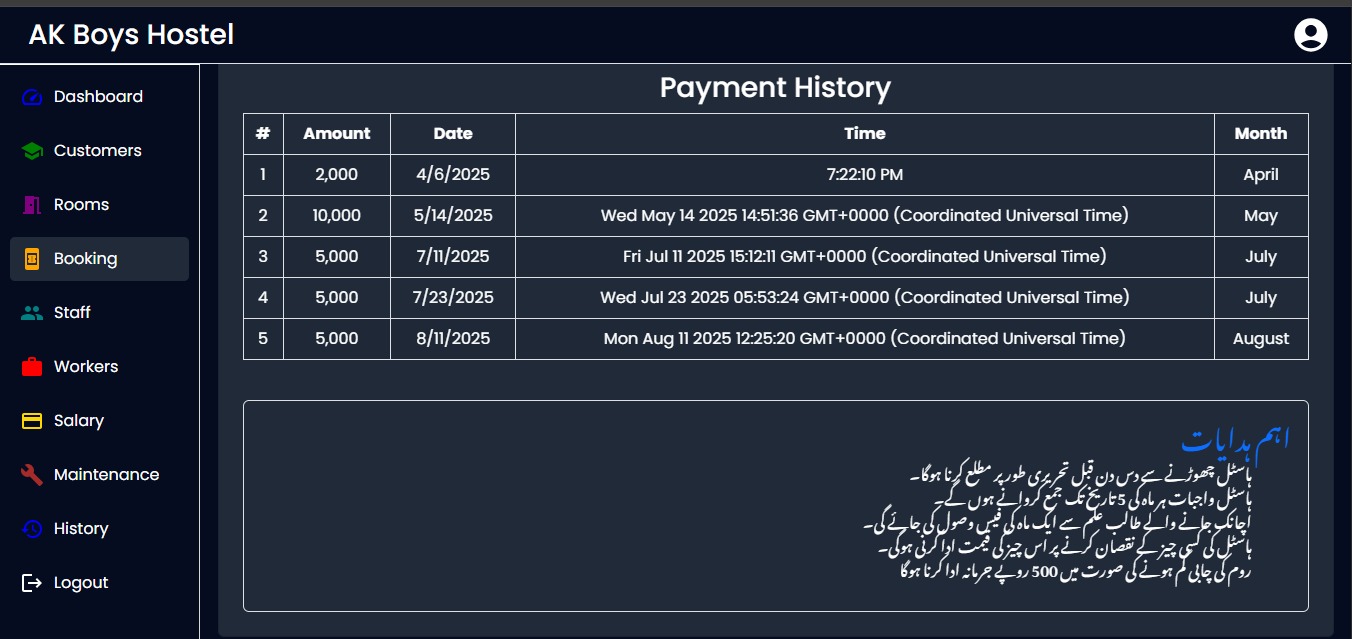 AK Boys Hostel
Dashboard
Customers
Rooms
Booking
Staff
Workers
Salary
Maintenance
History
Logout
Payment History
# Amount Date Time Month
1 2,000 4/6/2025 7:22:10 PM April
2 10,000 5/14/2025 Wed May 14 2025 14:51:36 GMT+0000 (Coordinated Universal Time) May
3 5,000 7/11/2025 Fri Jul 11 2025 15:12:11 GMT+0000 (Coordinated Universal Time) July
4 5,000 7/23/2025 Wed Jul 23 2025 05:53:24 GMT+0000 (Coordinated Universal Time) July
5 5,000 8/11/2025 Mon Aug 11 2025 12:25:20 GMT+0000 (Coordinated Universal Time) August
اہم ہدایات
ہاسٹل چھوڑنے سے دس دن قبل تحریری طور پر مطلع کرنا ہوگا۔
ہاسٹل واجبات ہر ماہ کی 5 تاریخ تک جمع کروانے ہوں گے۔
اچانک جانے والے طالب علم سے ایک ماہ کی فیس وصول کی جائے گی۔
ہاسٹل کی کسی چیز کے نقصان کرنے پر اس چیز کی قیمت ادا کرنی ہوگی۔
روم کی چابی گم ہونے کی صورت میں 500 روپے جرمانہ ادا کرنا ہوگا